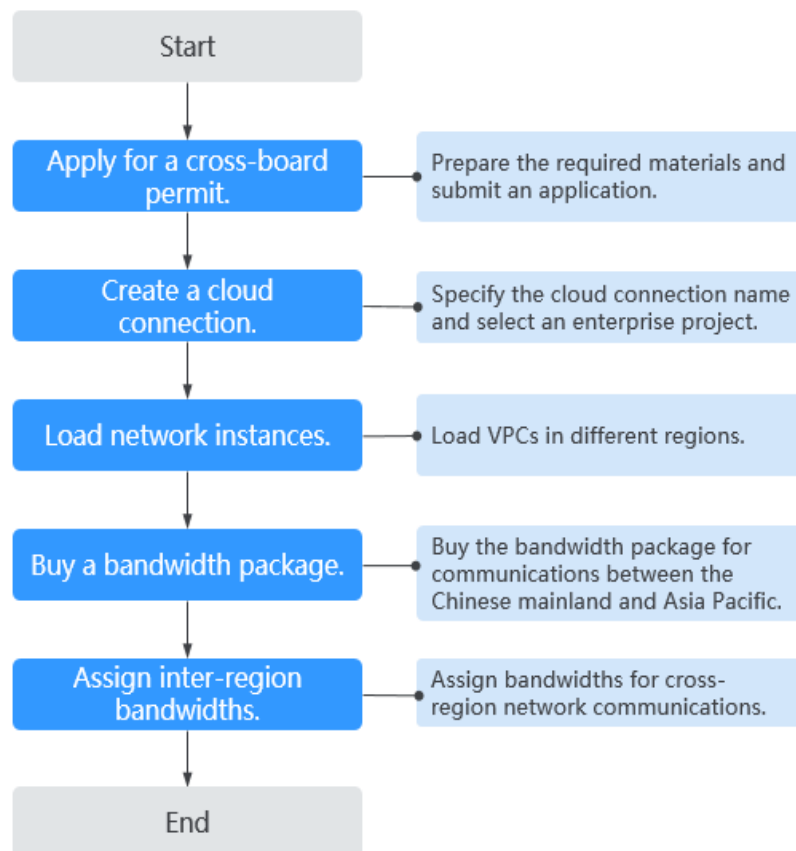 Start
Apply for a cross-board
permit.
Prepare the required materials and
submit an application.
Create a cloud
connection.
Specify the cloud connection name
and select an enterprise project.
Load network instances.
Load VPCs in different regions.
Buy a bandwidth package.
Buy the bandwidth package for
communications between the
Chinese mainland and Asia Pacific.
Assign inter-region
bandwidths.
Assign bandwidths for cross-
region network communications.
End